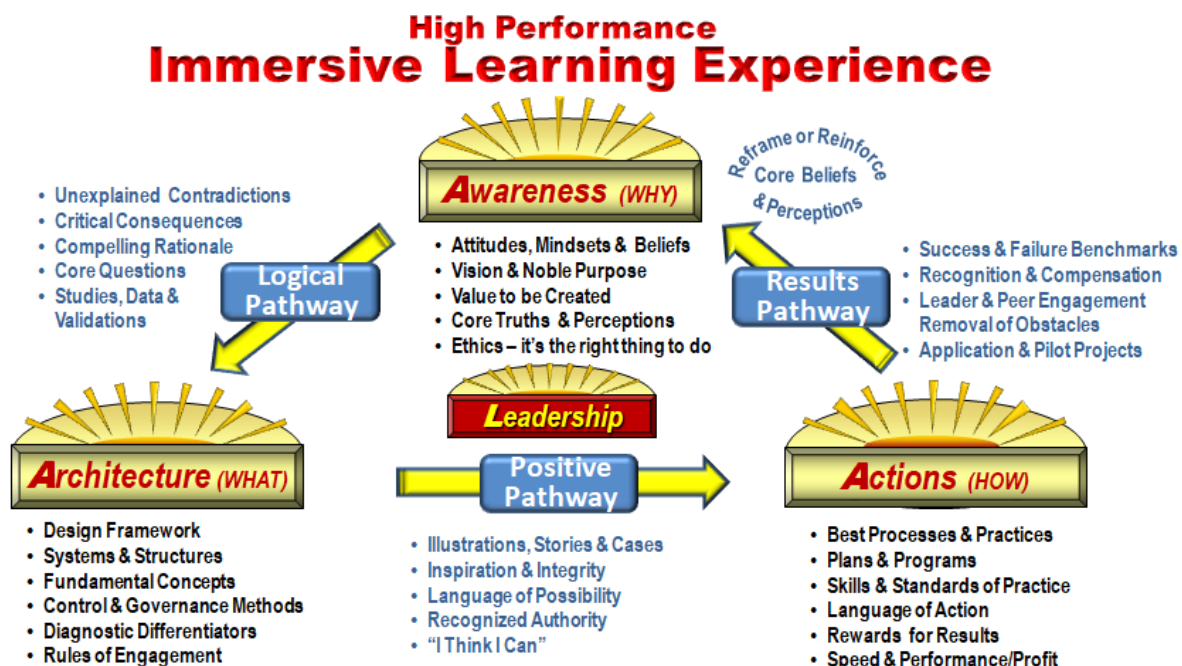 High Performance
Immersive Learning Experience
Awareness (WHY)
Reframe or Reinforce
Core Beliefs
& Perceptions
• Unexplained Contradictions
• Critical Consequences
• Compelling Rationale
• Core Questions
• Studies, Data &
Validations
Logical
Pathway
• Attitudes, Mindsets & Beliefs
• Vision & Noble Purpose
• Value to be Created
• Core Truths & Perceptions
• Ethics – it's the right thing to do
Results
Pathway
• Success & Failure Benchmarks
• Recognition & Compensation
• Leader & Peer Engagement
Removal of Obstacles
• Application & Pilot Projects
Leadership
Architecture (WHAT)
Positive
Pathway
Actions (HOW)
• Design Framework
• Systems & Structures
• Fundamental Concepts
• Control & Governance Methods
• Diagnostic Differentiators
• Rules of Engagement
• Illustrations, Stories & Cases
• Inspiration & Integrity
• Language of Possibility
• Recognized Authority
• “I Think I Can”
• Best Processes & Practices
• Plans & Programs
• Skills & Standards of Practice
• Language of Action
• Rewards for Results
• Speed & Performance/Profit